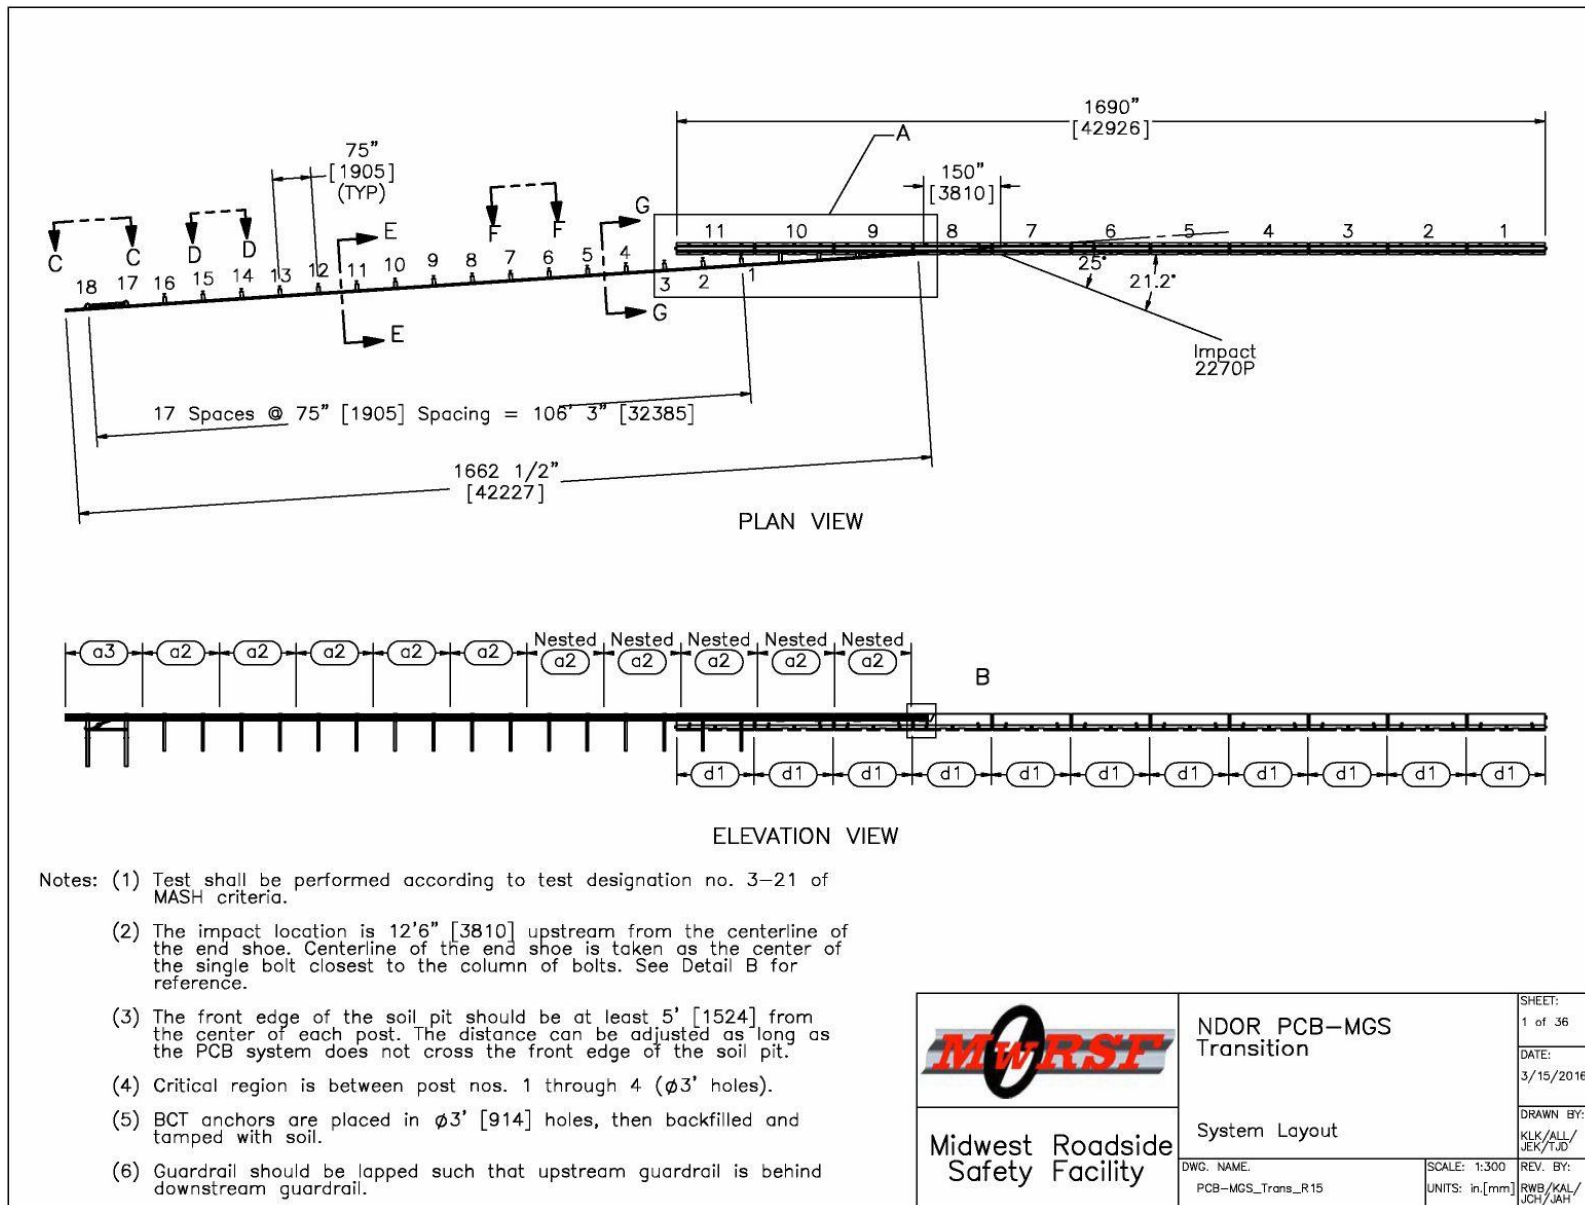 1690"
[42926]
A
75"
[1905]
(TYP)
150"
[3810]
C
C
D
D
E
E
F
F
G
G
11
10
9
8
7
6
5
4
3
2
1
18
17
16
15
14
13
12
11
10
9
8
7
6
5
4
3
2
1
25°
21.2°
Impact
2270P
17 Spaces @ 75" [1905] Spacing = 106' 3" [32385]
1662 1/2"
[42227]
PLAN VIEW
a3
a2
a2
a2
a2
a2
Nested
a2
Nested
a2
Nested
a2
Nested
a2
Nested
a2
B
d1
d1
d1
d1
d1
d1
d1
d1
d1
d1
d1
ELEVATION VIEW
Notes: (1) Test shall be performed according to test designation no. 3-21 of
MASH criteria.
(2) The impact location is 12'6" [3810] upstream from the centerline of
the end shoe. Centerline of the end shoe is taken as the center of
the single bolt closest to the column of bolts. See Detail B for
reference.
(3) The front edge of the soil pit should be at least 5' [1524] from
the center of each post. The distance can be adjusted as long as
the PCB system does not cross the front edge of the soil pit.
(4) Critical region is between post nos. 1 through 4 (ø3' holes).
(5) BCT anchors are placed in ø3' [914] holes, then backfilled and
tamped with soil.
(6) Guardrail should be lapped such that upstream guardrail is behind
downstream guardrail.
MwRSF
Midwest Roadside
Safety Facility
NDOR PCB-MGS
Transition
System Layout
DWG. NAME.
PCB-MGS_Trans_R15
SCALE: 1:300
UNITS: in.[mm]
SHEET:
1 of 36
DATE:
3/15/2016
DRAWN BY:
KLK/ALL/
JEK/TJD
REV. BY:
RWB/KAL/
JCH/JAH